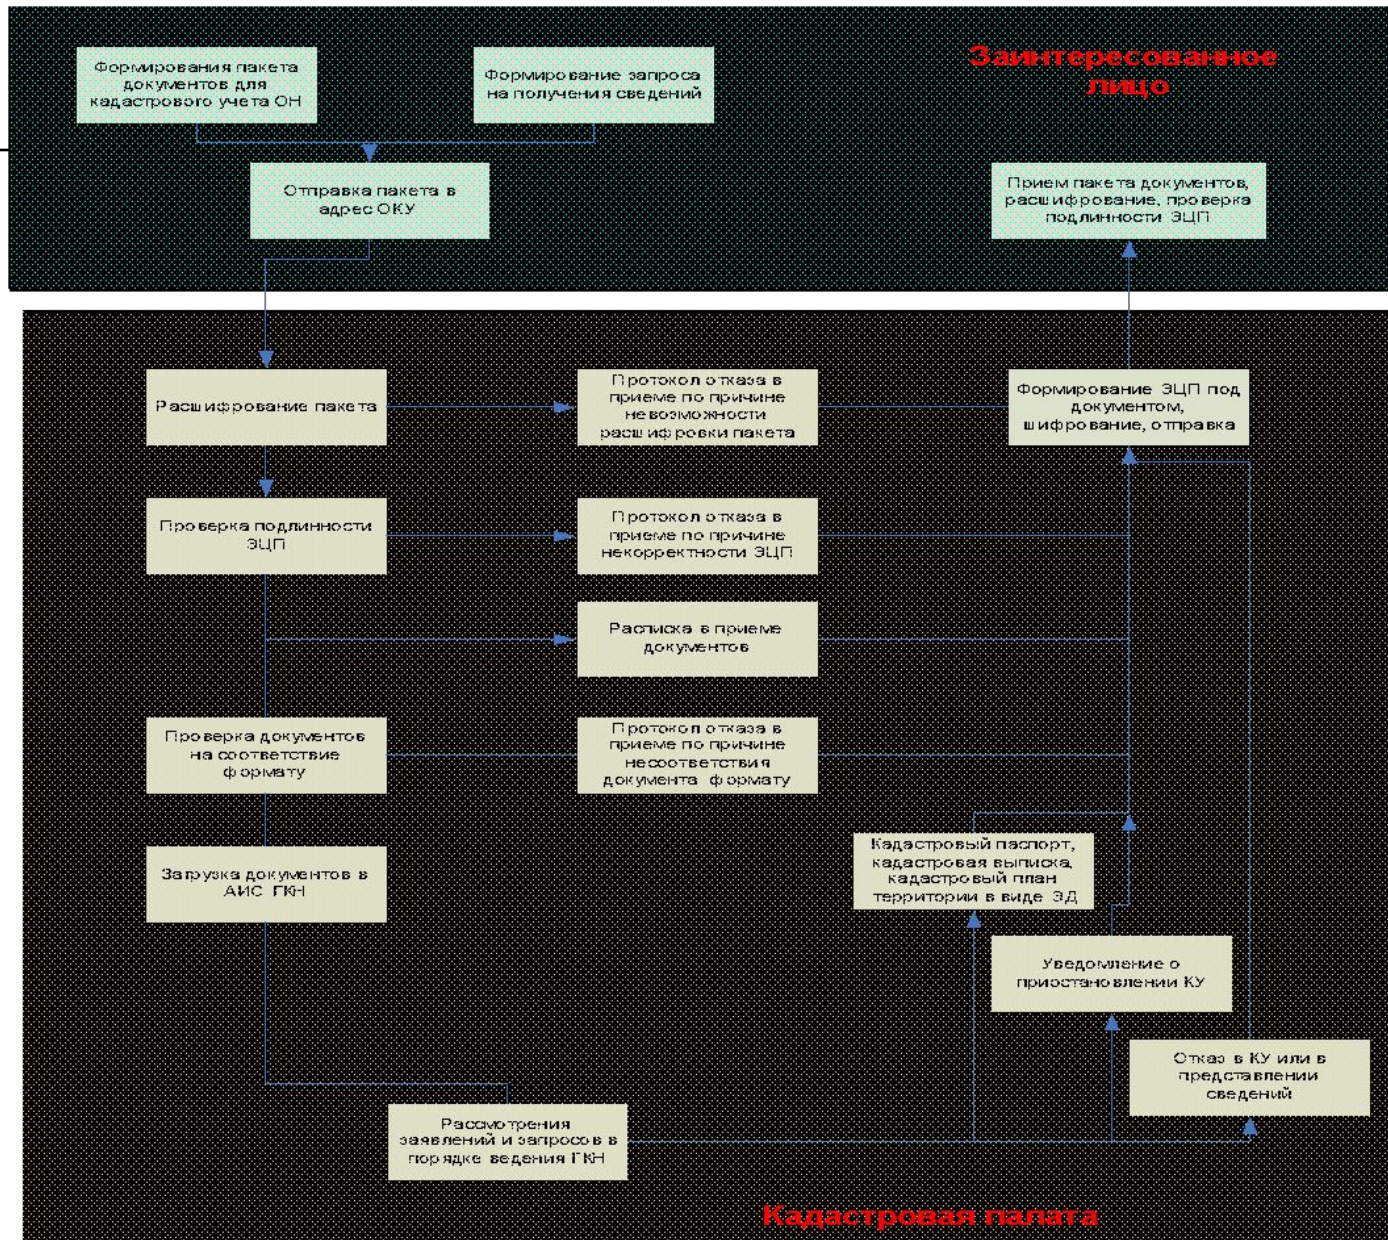 Формирования пакета
документов для
кадастрового учета ОН
Формирование запроса
на получения сведений
Заинтересованное
лицо
Отправка пакета в
адрес ОКУ
Прием пакета документов,
расшифрование, проверка
подлинности ЭЦП
Расшифрование пакета
Протокол отказа в
приеме по причине
невозможности
расшифровки пакета
Формирование ЭЦП под
документом,
шифрование, отправка
Проверка подлинности
ЭЦП
Протокол отказа в
приеме по причине
некорректности ЭЦП
Расписка в приеме
документов
Проверка документов
на соответствие
формату
Протокол отказа в
приеме по причине
несоответствия
документа формату
Загрузка документов в
АИС ГКН
Кадастровый паспорт,
кадастровая выписка,
кадастровый план
территории в виде ЭД
Уведомление о
приостановлении КУ
Отказ в КУ или в
представлении
сведений
Рассмотрения
заявлений и запросов в
порядке ведения ГКН
Кадастровая палата